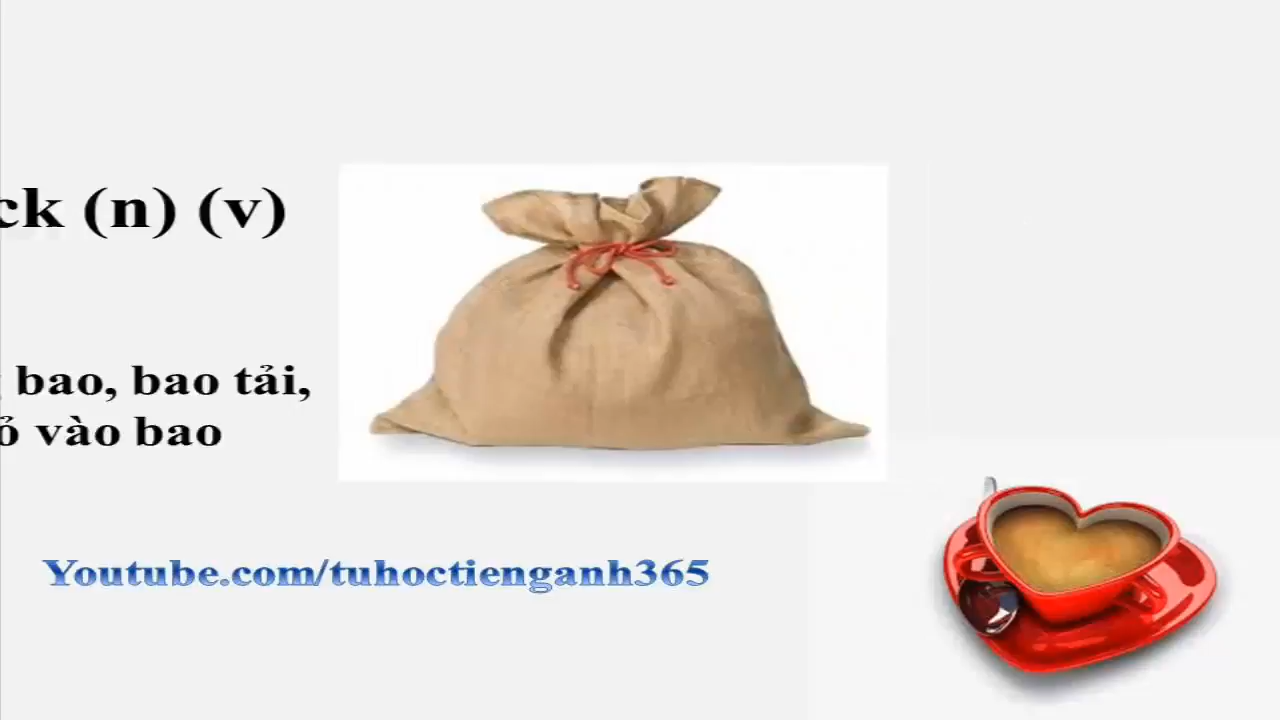 ck (n) (v)
bao, bao tải,
ỏ vào bao
Youtube.com/tuhoctienganh365